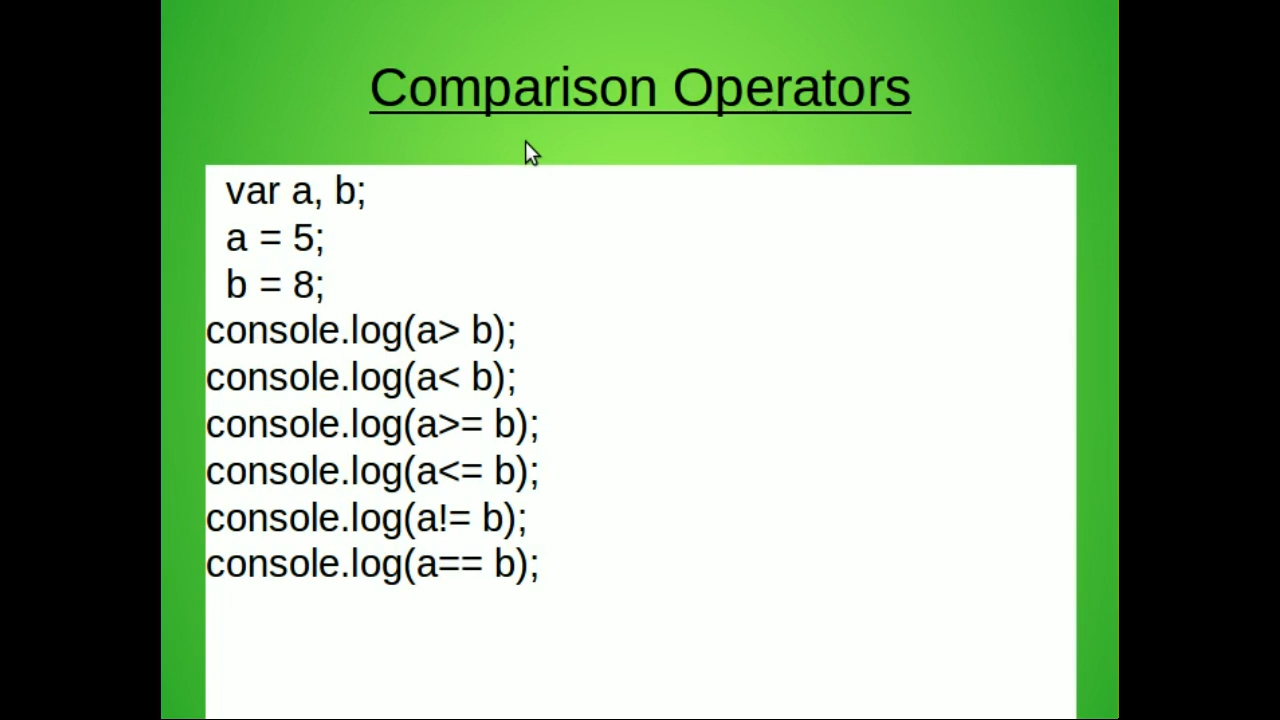 Comparison Operators
var a, b;
a = 5;
b = 8;
console.log(a> b);
console.log(a< b);
console.log(a>= b);
console.log(a<= b);
console.log(a!= b);
console.log(a== b);